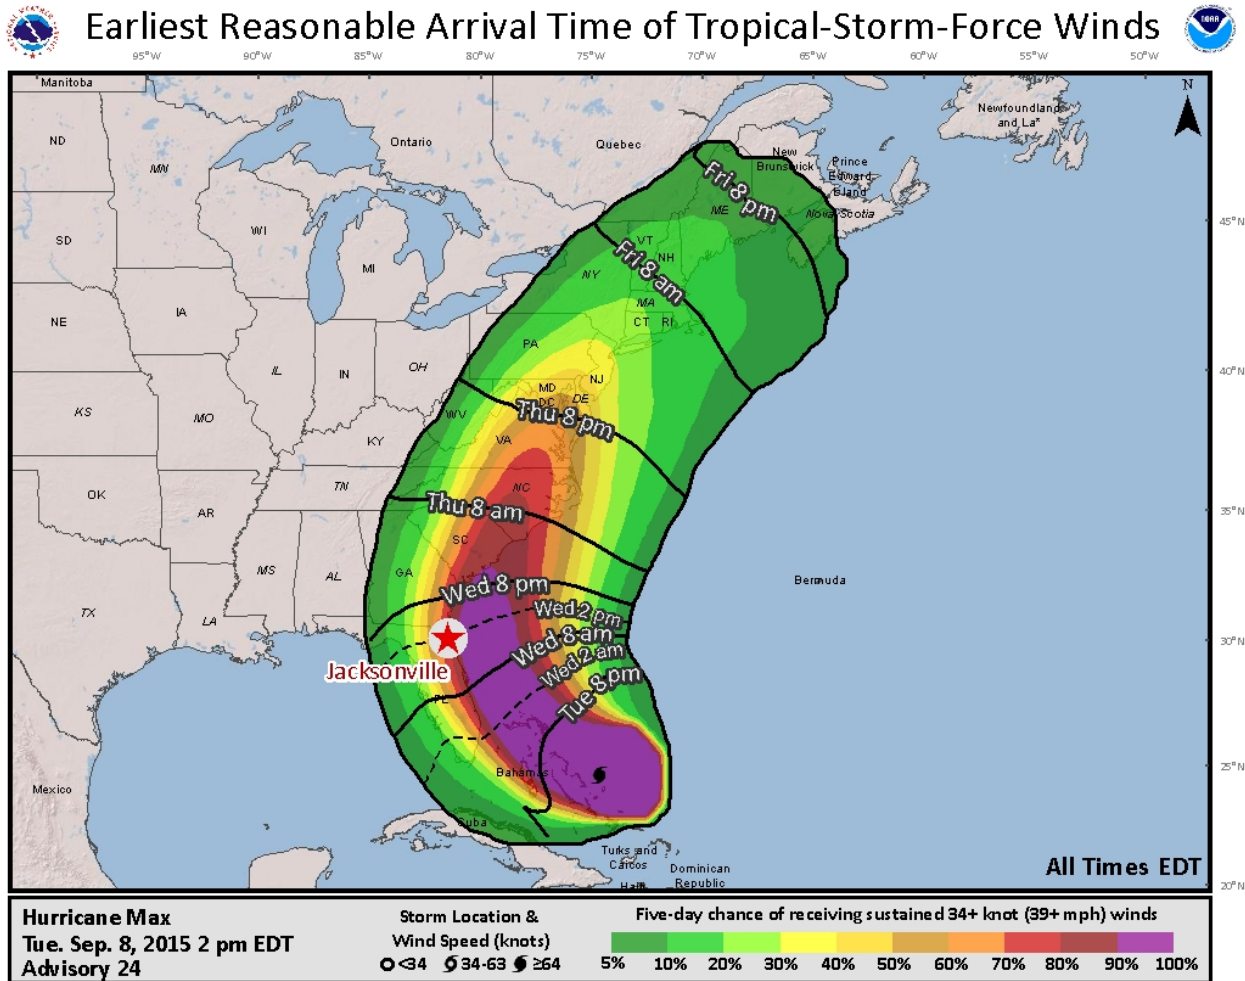 Earliest Reasonable Arrival Time of Tropical-Storm-Force Winds
NOAA
95°W 90°W 85°W 80°W 75°W 70°W 65°W 60°W 55°W 50°W
Manitoba
N
Newfoundland
and La*
ND
MN
Ontario
Quebec
New
Brunswick
Prince
Edward
Island
Fri 8 pm
ME
Nova Scotia
45°N
SD
WI
VT
NH
Fri 8 am
MI
NY
MA
CT RI
NE
IA
PA
OH
IL
IN
40°N
NJ
MD
DC DE
KS
MO
WV
Thu 8 pm
KY
VA
TN
NC
OK
AR
Thu 8 am
35°N
SC
MS
AL
GA
Bermuda
Wed 8 pm
TX
LA
Wed 2 pm
Wed 8 am
30°N
Wed 2 am
Jacksonville
Tue 8 pm
FL
Bahamas
25°N
Mexico
Cuba
Turks and
Caicos
Dominican
Republic
Haiti
All Times EDT
20°N
Hurricane Max
Tue. Sep. 8, 2015 2 pm EDT
Advisory 24
Storm Location &
Wind Speed (knots)
<34 34-63 ≥64
Five-day chance of receiving sustained 34+ knot (39+ mph) winds
5% 10% 20% 30% 40% 50% 60% 70% 80% 90% 100%